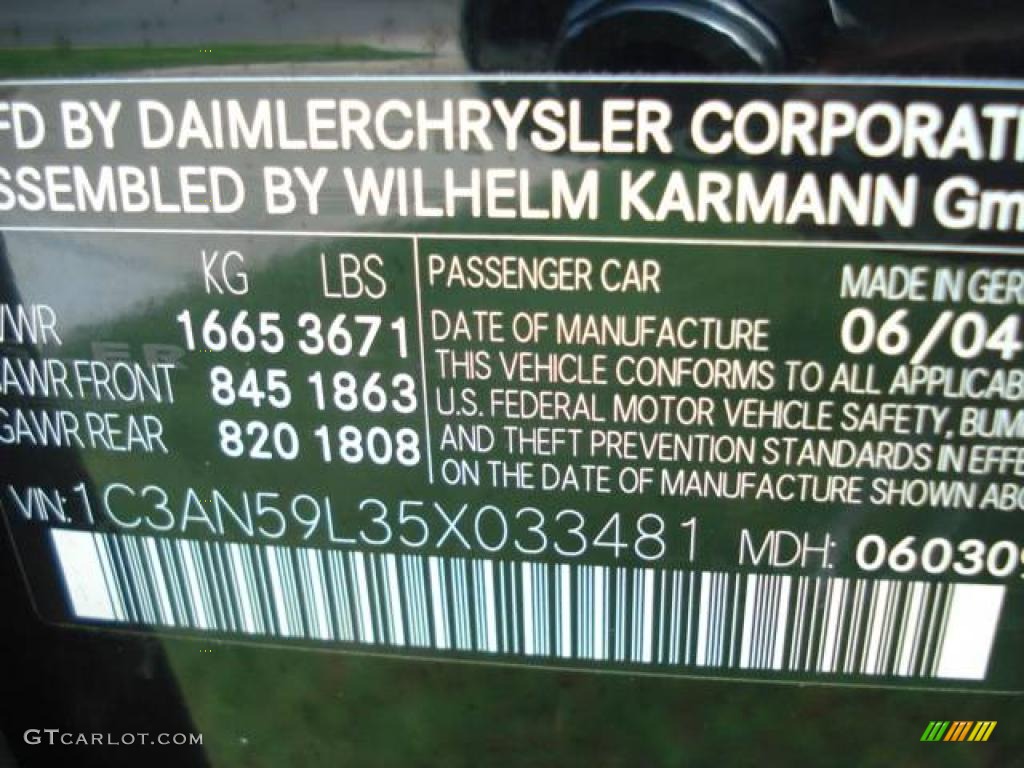 FD BY DAIMLERCHRYSLER CORPORATI
SSEMBLED BY WILHELM KARMANN Gm
KG LBS PASSENGER CAR MADE IN GER
VWR 1665 3671 DATE OF MANUFACTURE 06/04
THIS VEHICLE CONFORMS TO ALL APPLICAB
AWR FRONT 845 1863 U.S. FEDERAL MOTOR VEHICLE SAFETY, BUM
GAWR REAR 820 1808 AND THEFT PREVENTION STANDARDS IN EFFE
ON THE DATE OF MANUFACTURE SHOWN ABO
VIN: 1C3AN59L35X033481 MDH: 060309
GTCARLOT.COM